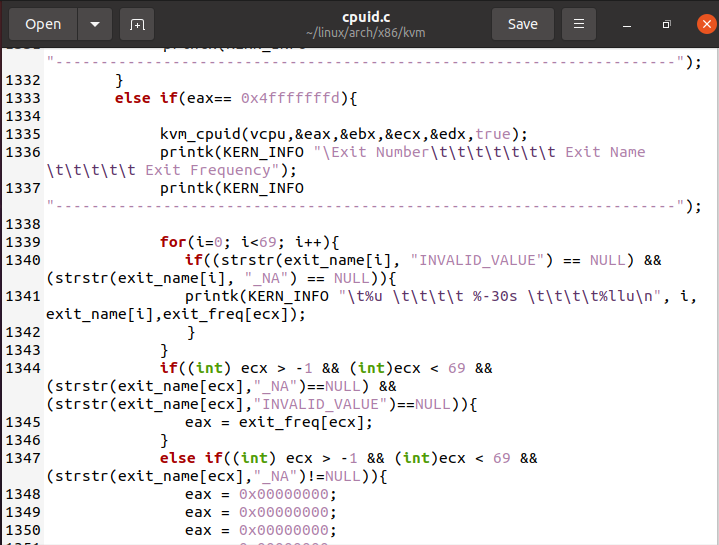 Open
cpuid.c
~/linux/arch/x86/kvm
Save
"---------------------------------------------------------------------");
1332 }
1333 else if(eax== 0x4ffffffd){
1334
1335 kvm_cpuid(vcpu,&eax,&ebx,&ecx,&edx,true);
1336 printk(KERN_INFO "\Exit Number\t\t\t\t\t\t\t Exit Name
\t\t\t\t\t Exit Frequency");
1337 printk(KERN_INFO
"---------------------------------------------------------------------");
1338
1339 for(i=0; i<69; i++){
1340 if((strstr(exit_name[i], "INVALID_VALUE") == NULL) &&
(strstr(exit_name[i], "_NA") == NULL)){
1341 printk(KERN_INFO "\t%u \t\t\t\t %-30s \t\t\t\t%llu\n", i,
exit_name[i],exit_freq[ecx]);
1342 }
1343 }
1344 if((int) ecx > -1 && (int)ecx < 69 &&
(strstr(exit_name[ecx],"_NA")==NULL) &&
(strstr(exit_name[ecx],"INVALID_VALUE")==NULL)){
1345 eax = exit_freq[ecx];
1346 }
1347 else if((int) ecx > -1 && (int)ecx < 69 &&
(strstr(exit_name[ecx],"_NA")!=NULL)){
1348 eax = 0x00000000;
1349 eax = 0x00000000;
1350 eax = 0x00000000;